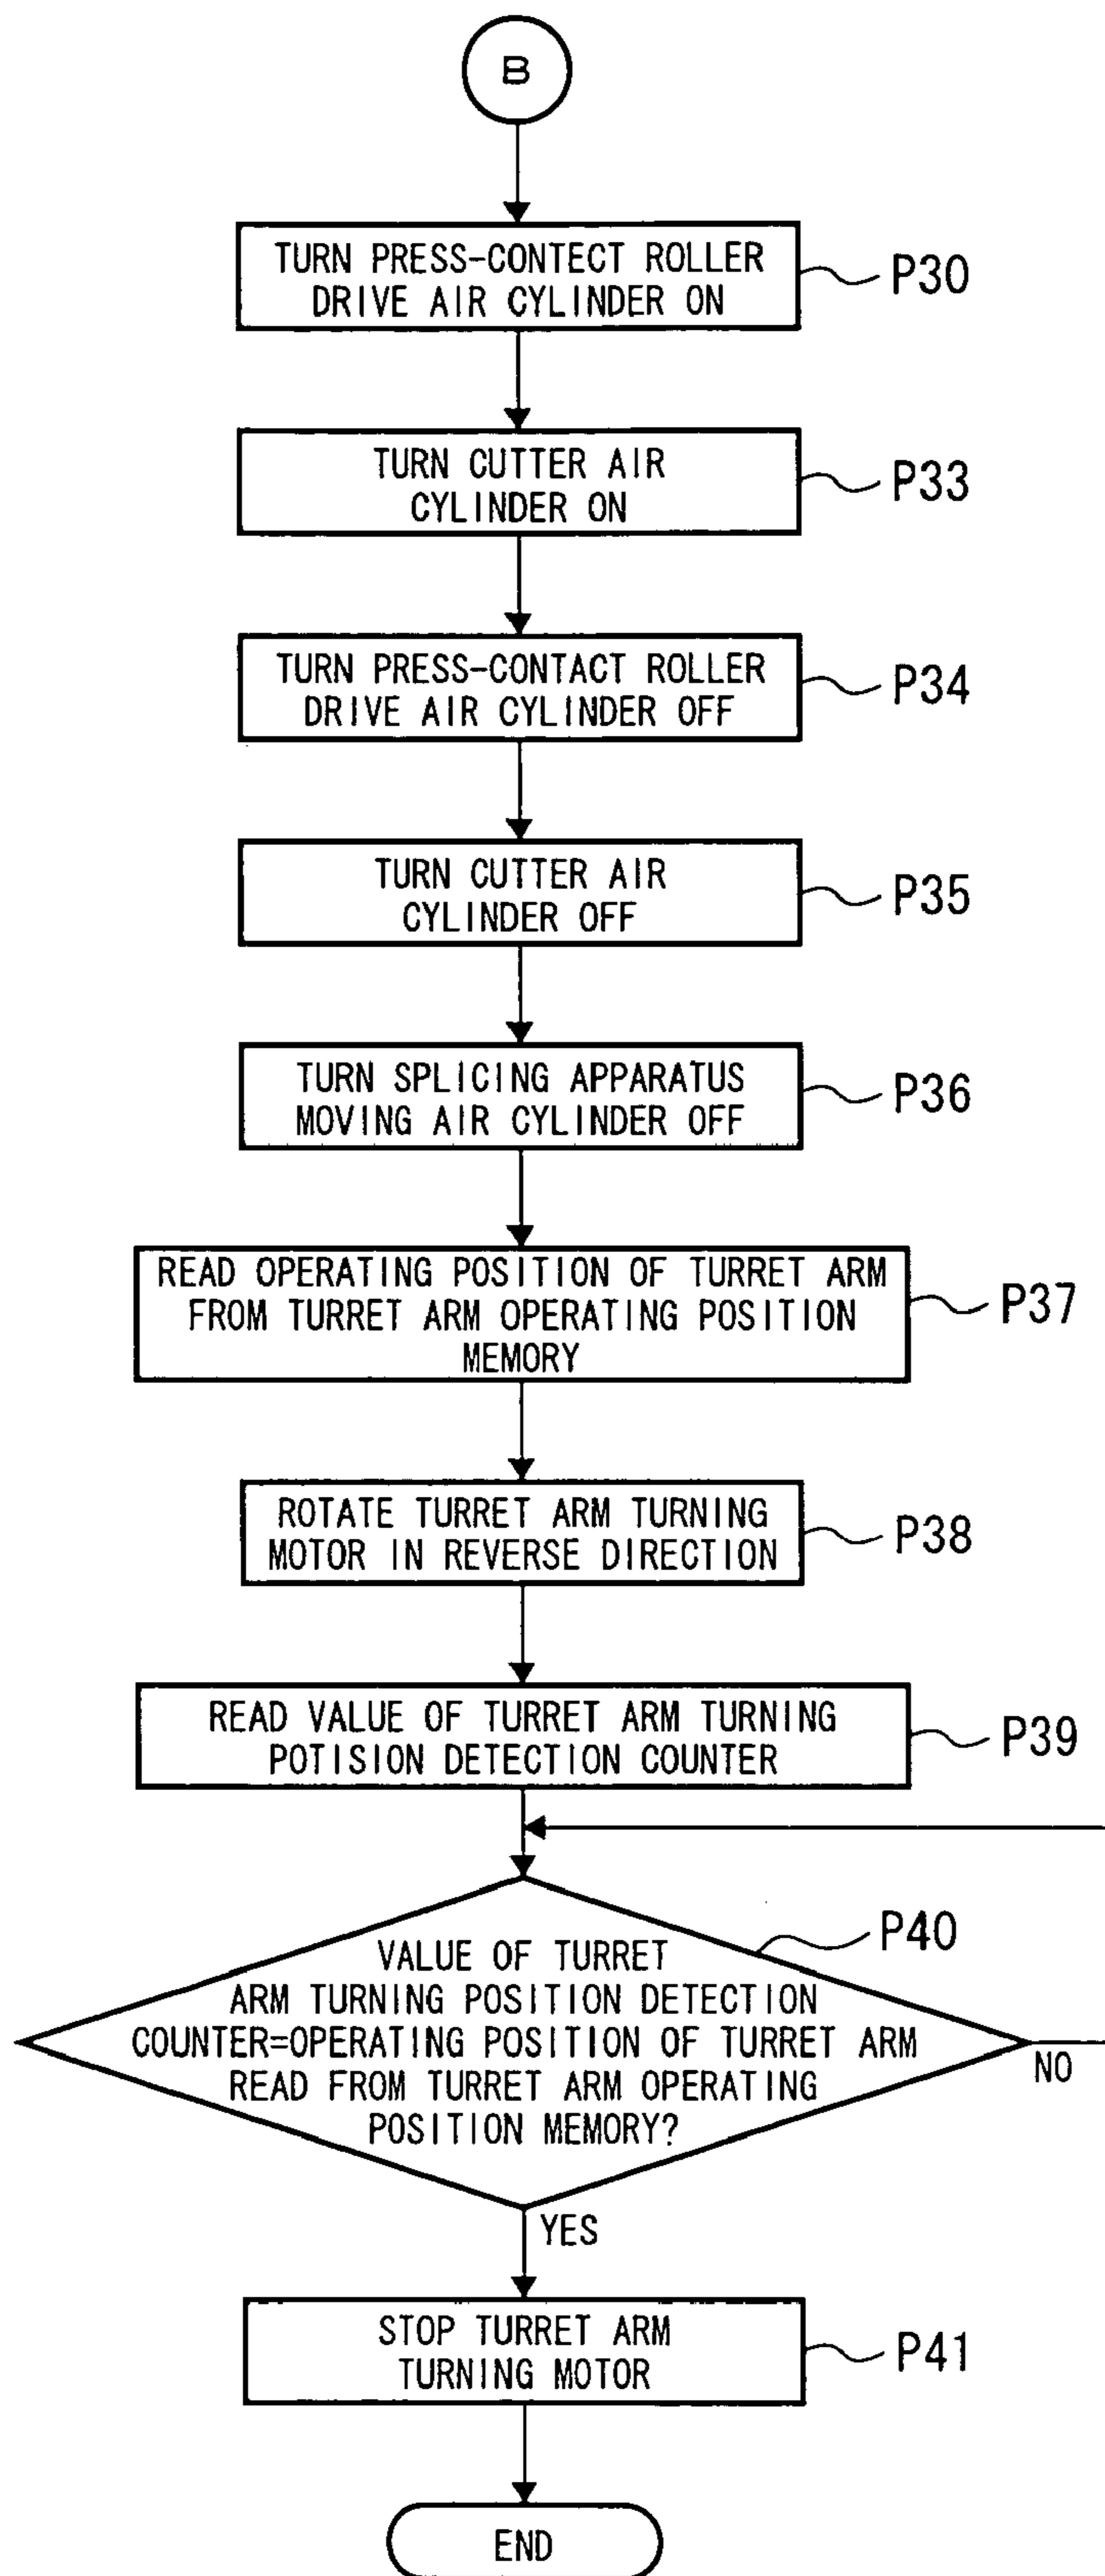 B
TURN PRESS-CONTECT ROLLER
DRIVE AIR CYLINDER ON
P30
TURN CUTTER AIR
CYLINDER ON
P33
TURN PRESS-CONTACT ROLLER
DRIVE AIR CYLINDER OFF
P34
TURN CUTTER AIR
CYLINDER OFF
P35
TURN SPLICING APPARATUS
MOVING AIR CYLINDER OFF
P36
READ OPERATING POSITION OF TURRET ARM
FROM TURRET ARM OPERATING POSITION
MEMORY
P37
ROTATE TURRET ARM TURNING
MOTOR IN REVERSE DIRECTION
P38
READ VALUE OF TURRET ARM TURNING
POTISION DETECTION COUNTER
P39
VALUE OF TURRET
ARM TURNING POSITION DETECTION
COUNTER=OPERATING POSITION OF TURRET ARM
READ FROM TURRET ARM OPERATING
POSITION MEMORY?
P40
NO
YES
STOP TURRET ARM
TURNING MOTOR
P41
END